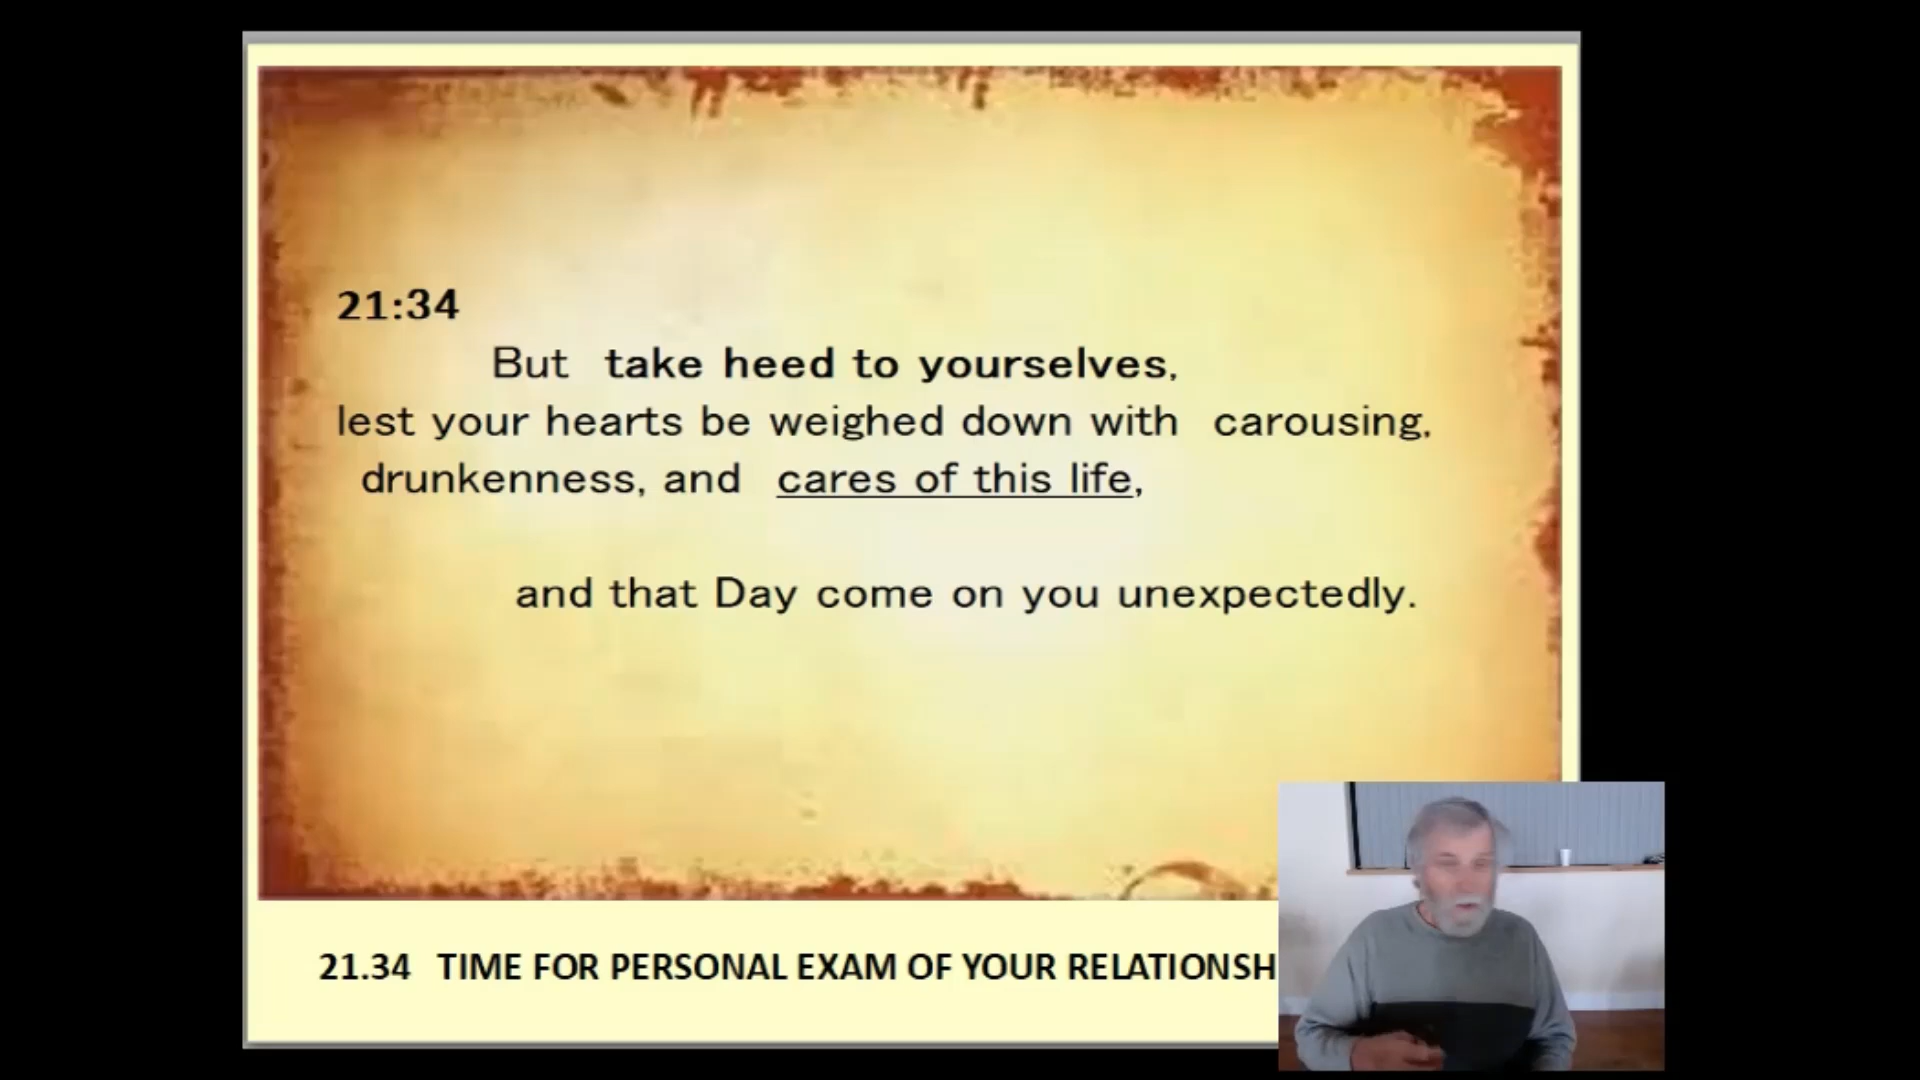 21:34
But take heed to yourselves,
lest your hearts be weighed down with carousing,
drunkenness, and cares of this life,
and that Day come on you unexpectedly.
21.34 TIME FOR PERSONAL EXAM OF YOUR RELATIONSH